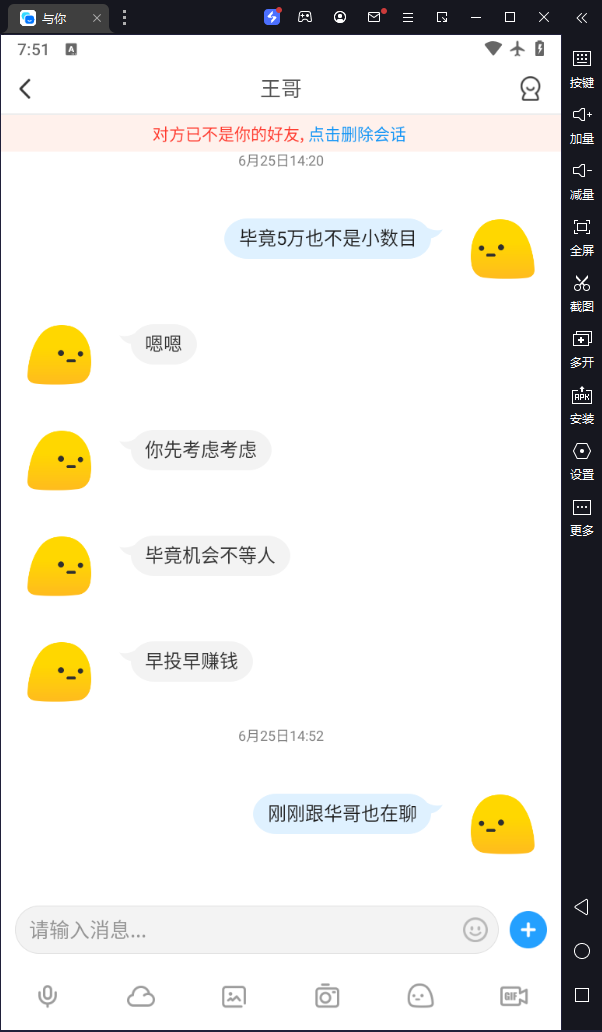 与你
7:51
A
王哥
对方已不是你的好友，点击删除会话
6月25日14:20
毕竟5万也不是小数目
嗯嗯
你先考虑考虑
毕竟机会不等人
早投早赚钱
6月25日14:52
刚刚跟华哥也在聊
请输入消息...
GIF
按键
加量
减量
全屏
截图
多开
APK
安装
设置
更多